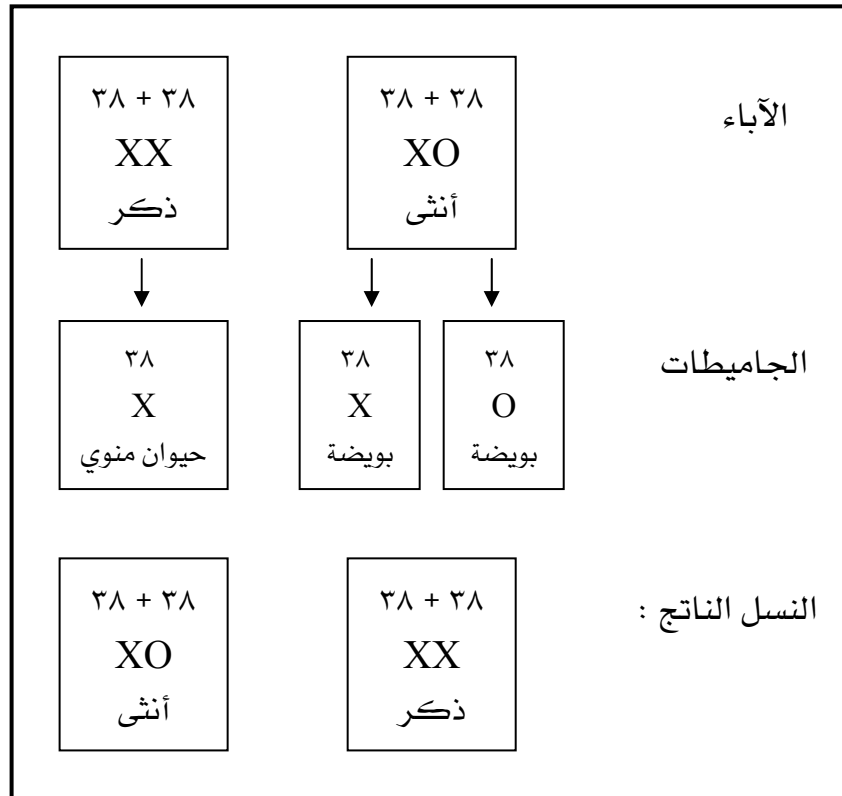 الآباء
٣٨ + ٣٨
XO
أنثى
٣٨ + ٣٨
XX
ذكر
الجاميطات
٣٨
O
بويضة
٣٨
X
بويضة
٣٨
X
حيوان منوي
النسل الناتج :
٣٨ + ٣٨
XX
ذكر
٣٨ + ٣٨
XO
أنثى